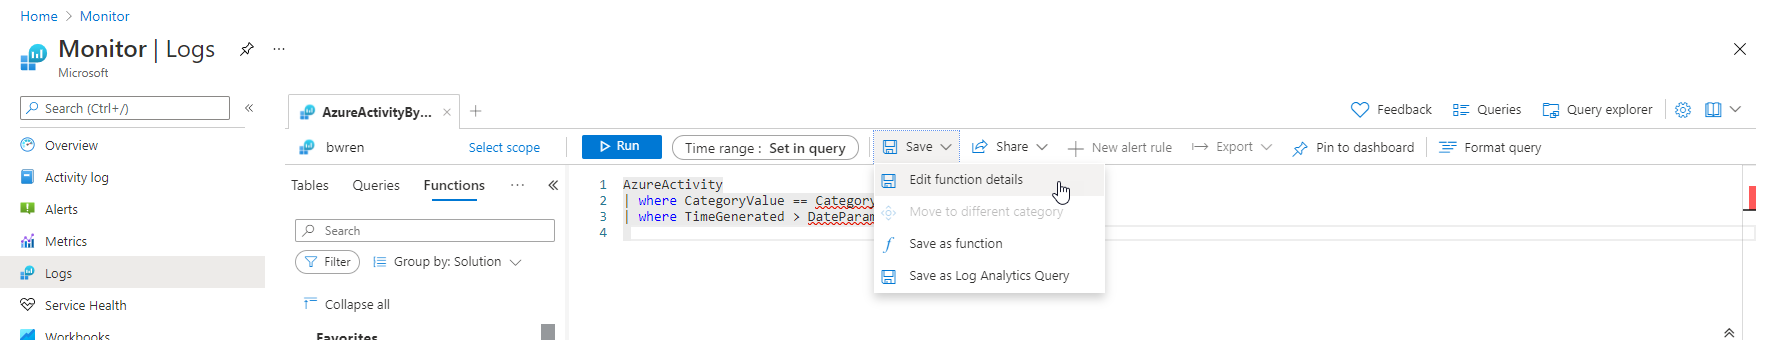 Home > Monitor
Monitor | Logs
Microsoft
Search (Ctrl+/)
Overview
Activity log
Alerts
Metrics
Logs
Service Health
Workbooks
AzureActivityBy...
Feedback
Queries
Query explorer
bwren
Select scope
Run
Time range : Set in query
Save
Share
New alert rule
Export
Pin to dashboard
Format query
Tables
Queries
Functions
Search
Filter
Group by: Solution
Collapse all
Favorites
1 AzureActivity
2 | where CategoryValue == Category
3 | where TimeGenerated > DateParam
4
Edit function details
Move to different category
Save as function
Save as Log Analytics Query